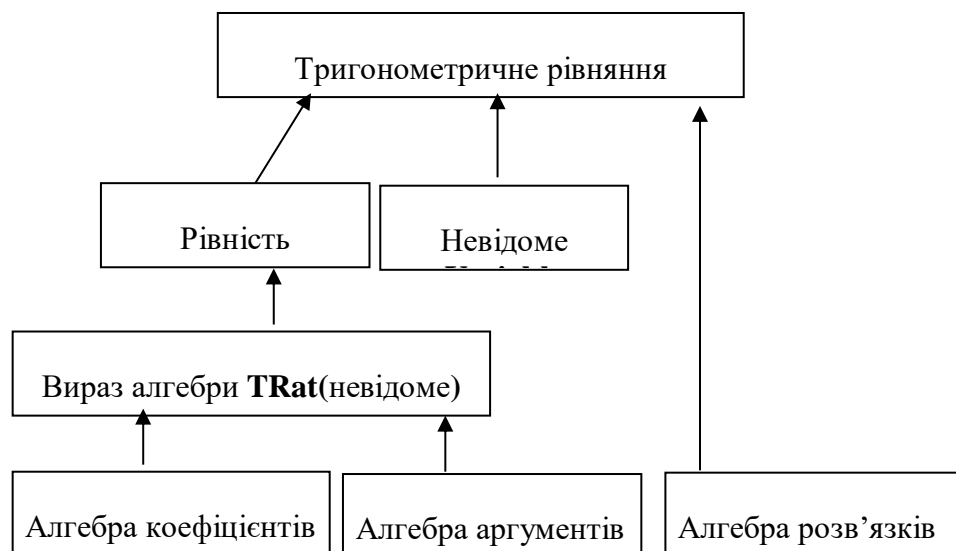 Тригонометричне рівняння
Рівність
Невідоме
Вираз алгебри TRat(невідоме)
Алгебра коефіцієнтів
Алгебра аргументів
Алгебра розв’язків